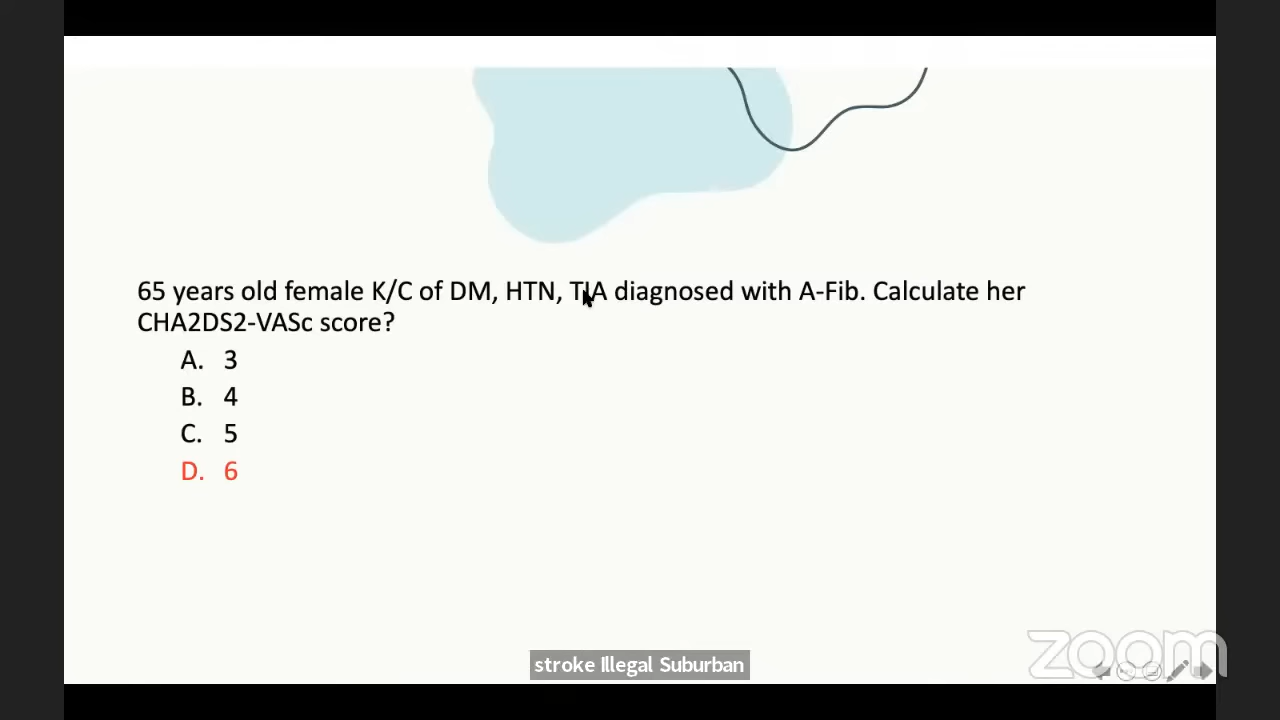 65 years old female K/C of DM, HTN, TIA diagnosed with A-Fib. Calculate her
CHA2DS2-VASc score?
A. 3
B. 4
C. 5
D. 6
stroke Illegal Suburban
zoom